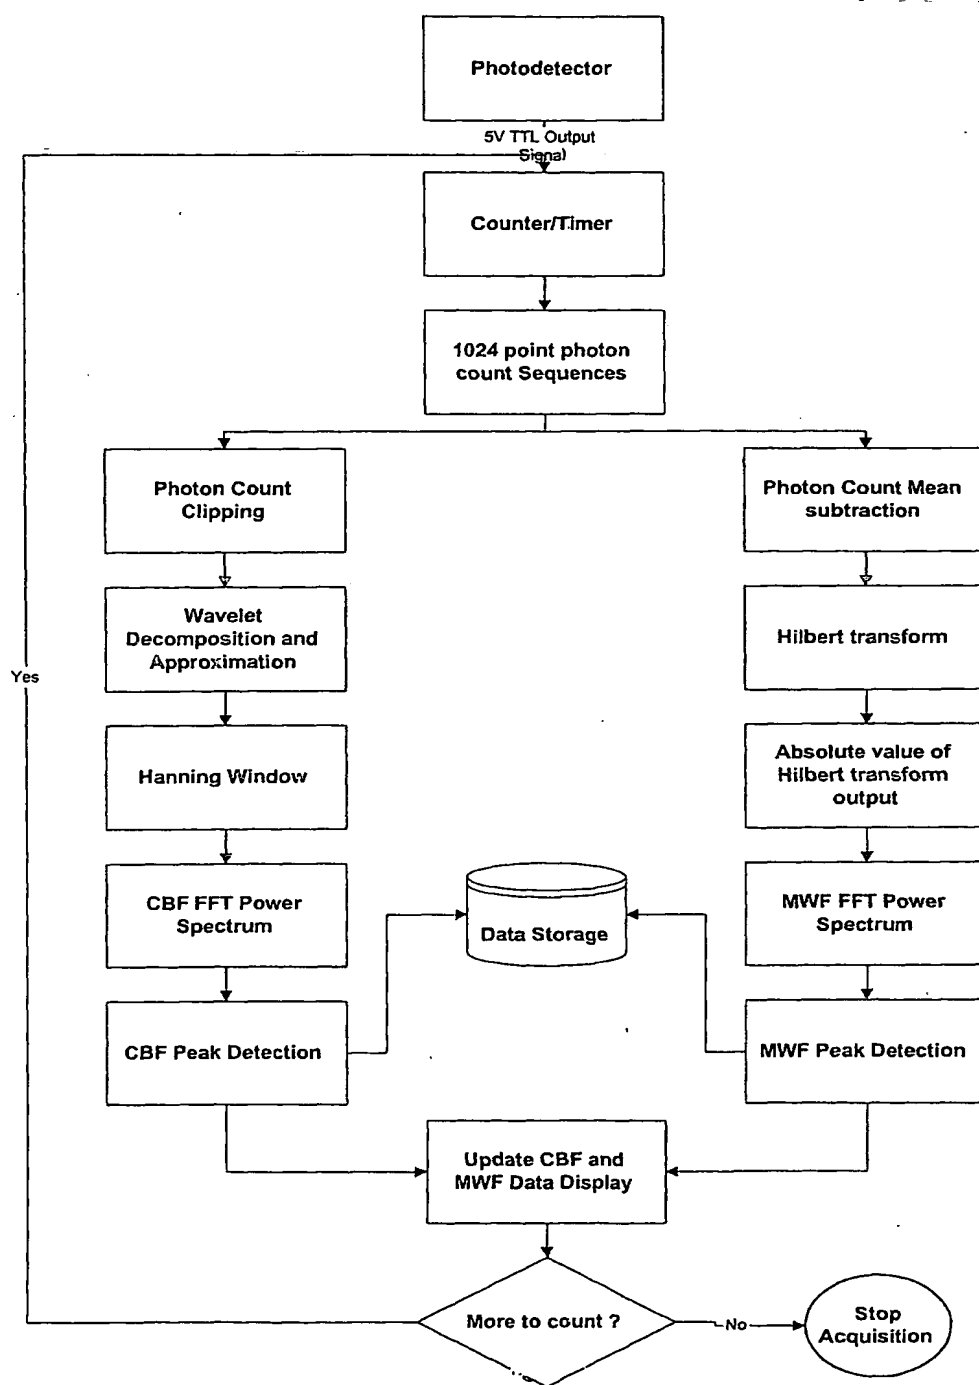 Photodetector
5V TTL Output
Signal
Counter/Timer
1024 point photon
count Sequences
Photon Count
Clipping
Photon Count Mean
subtraction
Wavelet
Decomposition and
Approximation
Hilbert transform
Yes
Hanning Window
Absolute value of
Hilbert transform
output
CBF FFT Power
Spectrum
Data Storage
MWF FFT Power
Spectrum
CBF Peak Detection
MWF Peak Detection
Update CBF and
MWF Data Display
More to count ?
No
Stop
Acquisition